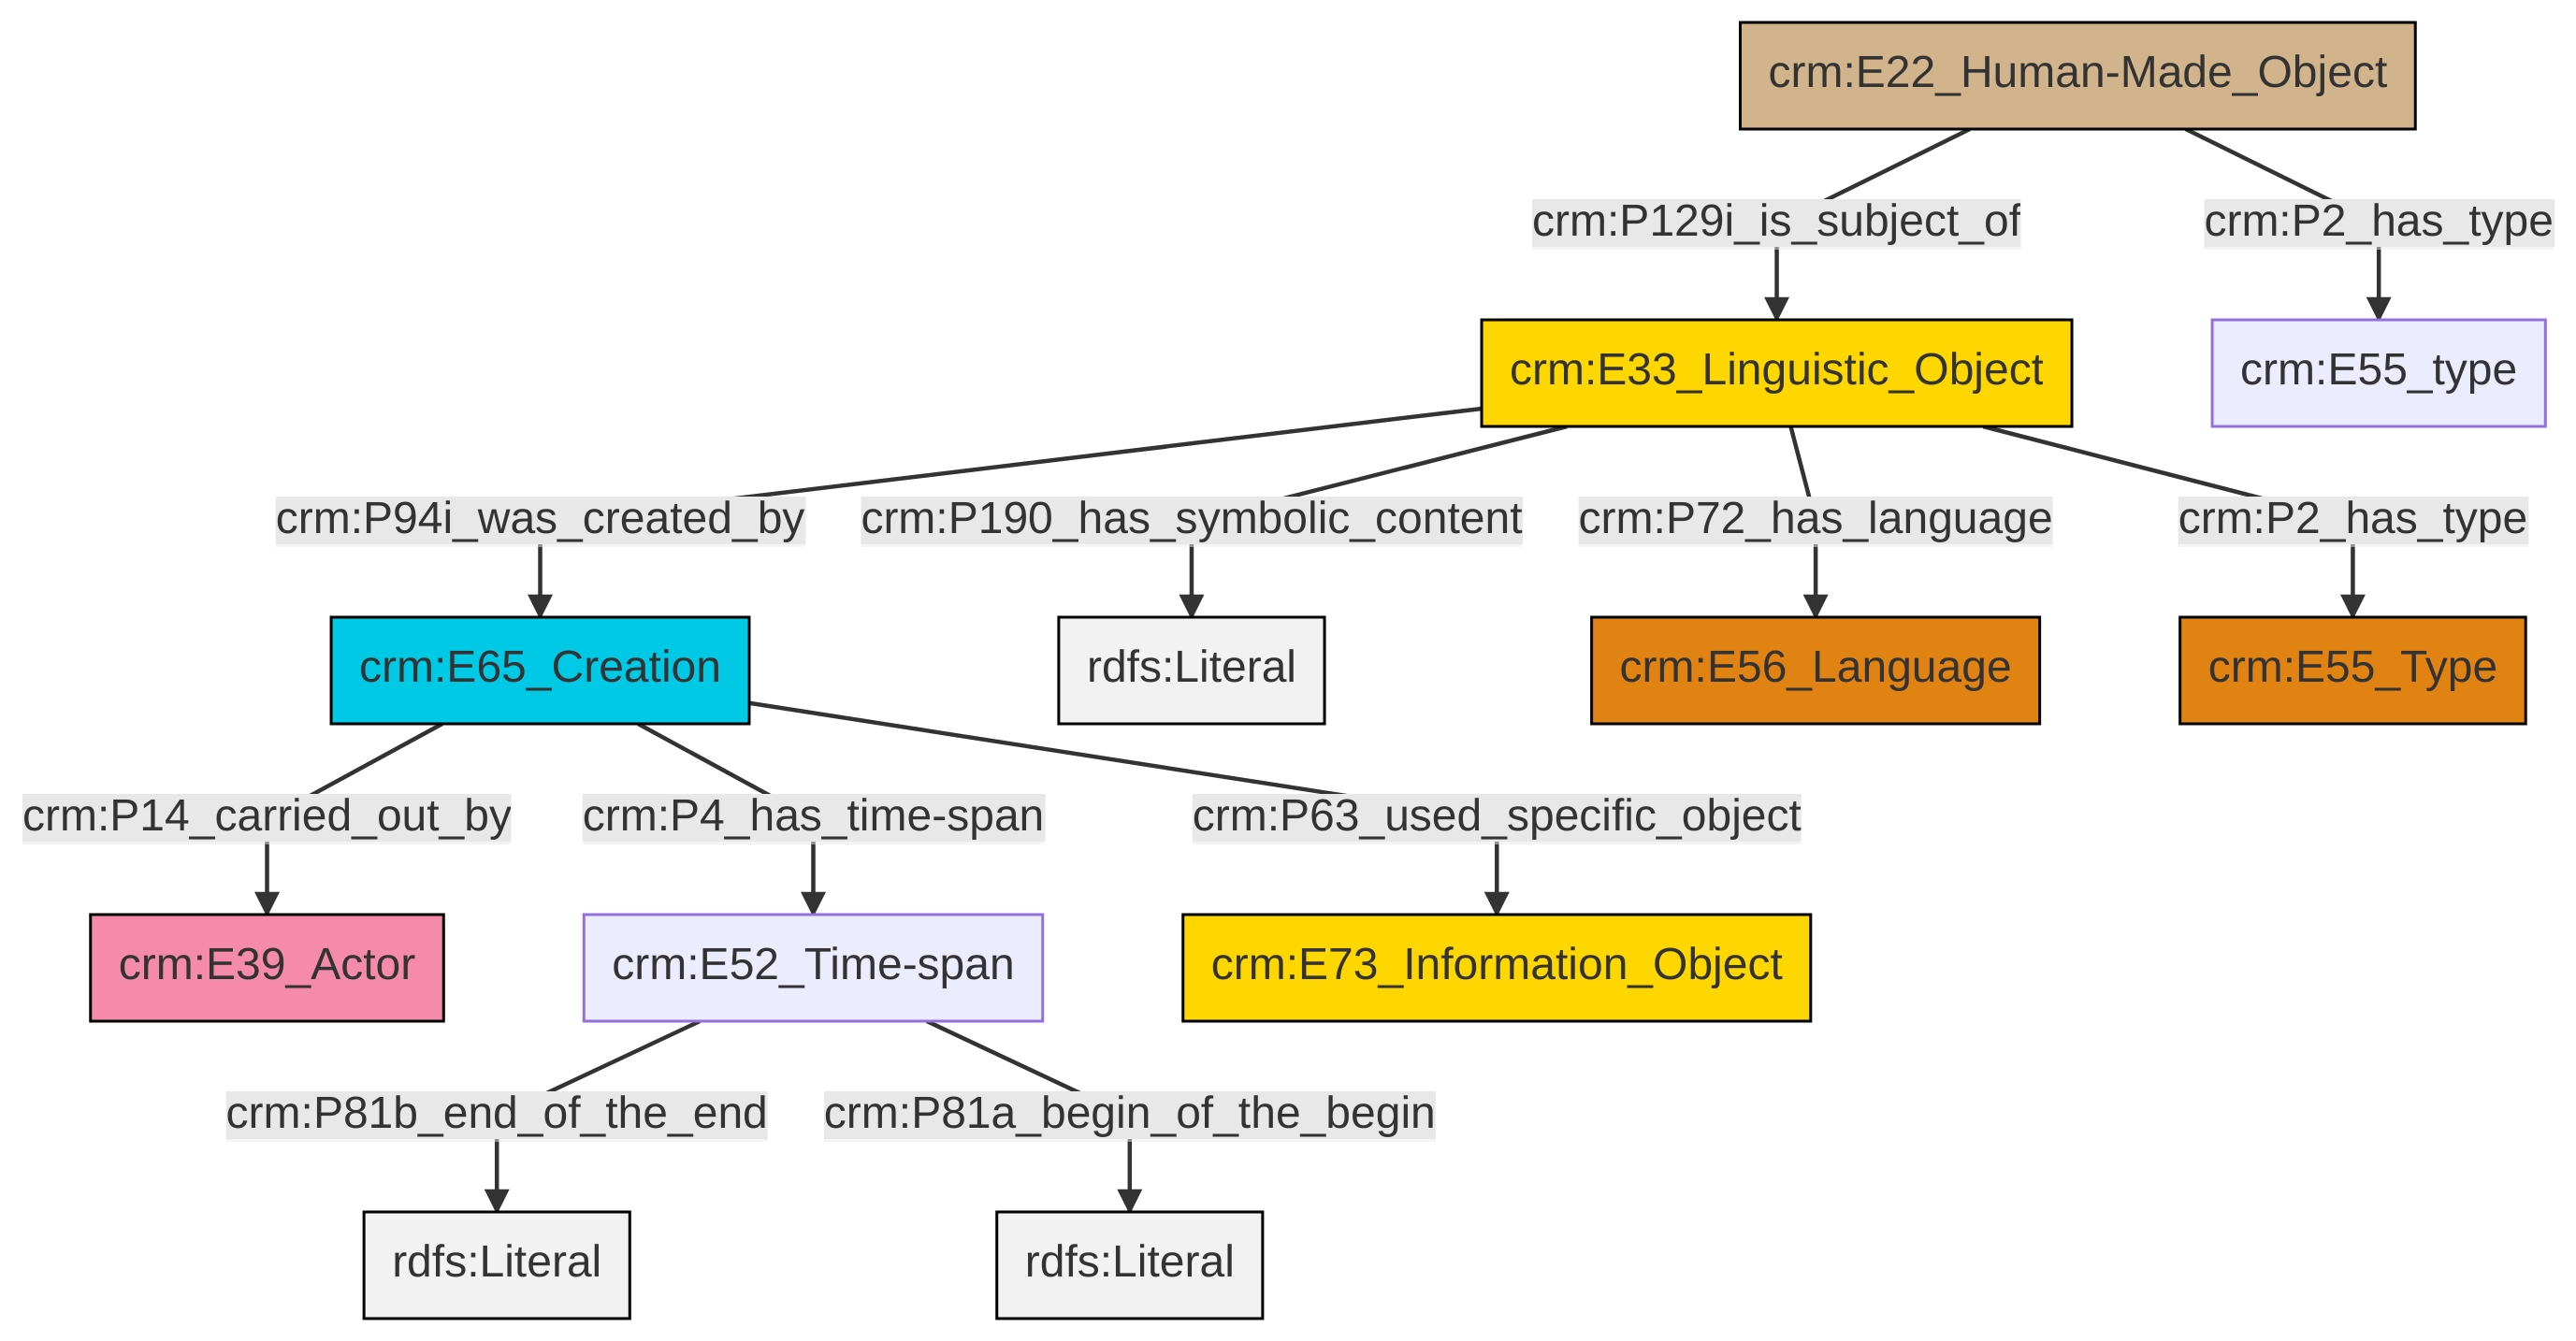 crm:E22_Human-Made_Object
crm:P129i_is_subject_of
crm:P2_has_type
crm:E33_Linguistic_Object
crm:E55_type
crm:P94i_was_created_by
crm:P190_has_symbolic_content
crm:P72_has_language
crm:P2_has_type
crm:E65_Creation
rdfs:Literal
crm:E56_Language
crm:E55_Type
crm:P14_carried_out_by
crm:P4_has_time-span
crm:P63_used_specific_object
crm:E39_Actor
crm:E52_Time-span
crm:E73_Information_Object
crm:P81b_end_of_the_end
crm:P81a_begin_of_the_begin
rdfs:Literal
rdfs:Literal